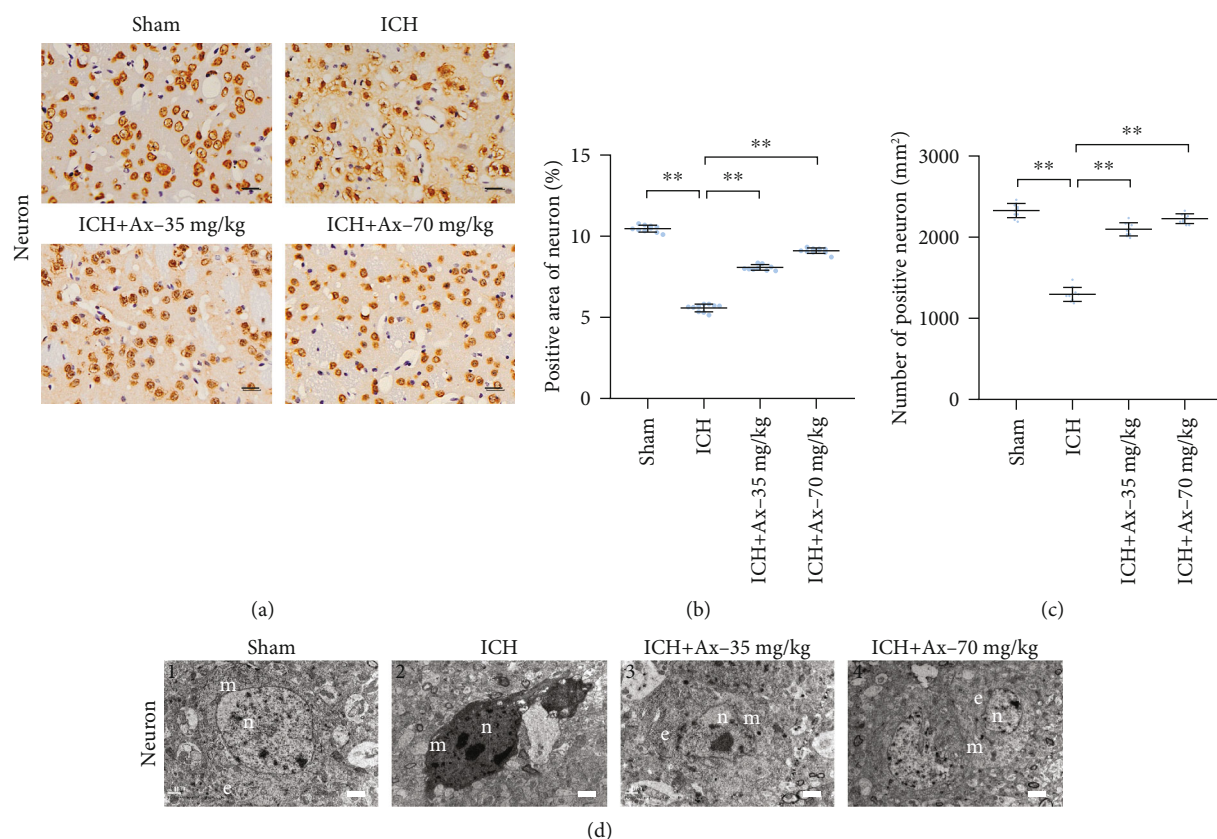 Sham
ICH
Neuron
ICH+Ax–35 mg/kg
ICH+Ax–70 mg/kg
(a)
Positive area of neuron (%)
15
10
5
0
**
**
**
Sham
ICH
ICH+Ax–35 mg/kg
ICH+Ax–70 mg/kg
(b)
Number of positive neuron (mm²)
3000
2000
1000
0
**
**
**
Sham
ICH
ICH+Ax–35 mg/kg
ICH+Ax–70 mg/kg
(c)
Sham
ICH
ICH+Ax–35 mg/kg
ICH+Ax–70 mg/kg
Neuron
1
m
n
e
2
n
m
3
n
m
e
4
e
n
m
(d)